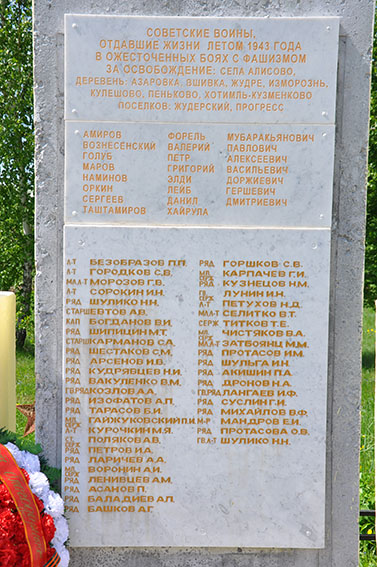 СОВЕТСКИЕ ВОИНЫ,
ОТДАВШИЕ ЖИЗНИ ЛЕТОМ 1943 ГОДА
В ОЖЕСТОЧЕННЫХ БОЯХ С ФАШИЗМОМ
ЗА ОСВОБОЖДЕНИЕ: СЕЛА АЛИСОВО,
ДЕРЕВЕНЬ: АЗАРОВКА, ВШИВКА, ЖУДРЕ, ИЗМОРОЗНЬ,
КУЛЕШОВО, ПЕНЬКОВО, ХОТИМЛЬ-КУЗМЕНКОВО
ПОСЕЛКОВ: ЖУДЕРСКИЙ, ПРОГРЕСС
АМИРОВ ФОРЕЛЬ МУБАРАКЬЯНОВИЧ
ВОЗНЕСЕНСКИЙ ВАЛЕРИЙ ПАВЛОВИЧ
ГОЛУБ ПЕТР АЛЕКСЕЕВИЧ
МАРОВ ГРИГОРИЙ ВАСИЛЬЕВИЧ
НАМИНОВ ЭЛДИ ДОРЖИЕВИЧ
ОРКИН ЛЕЙБ ГЕРШЕВИЧ
СЕРГЕЕВ ДАНИЛ ДМИТРИЕВИЧ
ТАШТАМИРОВ ХАЙРУЛА
Л-Т БЕЗОБРАЗОВ П.П.
Л-Т ГОРОДКОВ С.В.
МЛ.Л-Т МОРОЗОВ Г.В.
Л-Т СОРОКИН И.Н.
РЯД ШУЛИКО Н.Н.
СТАРШ ЕВТОВ А.В.
КАП БОГДАНОВ В.И.
РЯД ШИПИЦИН И.Т.
СТАРШ КАРМАНОВ С.А.
РЯД ШЕСТАКОВ С.М.
РЯД АРСЕНОВ И.В.
РЯД КУДРЯВЦЕВ Н.И.
РЯД ВАКУЛЕНКО В.М.
ГВ.РЯД КОЗЛОВ А.А.
РЯД ИЗОФАТОВ А.П.
РЯД ТАРАСОВ Б.И.
МЛ. СЕРЖ ГАЙЖУКОВСКИЙ П.И.
Л-Т КУРОЧКИН М.Я.
СТ. СЕРЖ ПОЛЯКОВ А.В.
РЯД ПЕТРОВ И.А.
РЯД ЛАРИЧЕВ А.А.
МЛ. СЕРЖ ВОРОНИН А.И.
РЯД ЛЕНИВЦЕВ А.М.
РЯД АСАНОВ П.
РЯД БАЛАДИЕВ А.Л.
РЯД БАШКОВ А.Г.
РЯД ГОРШКОВ С.В.
МЛ. СЕРЖ КАРПАЧЕВ Г.И.
РЯД КУЗНЕЦОВ Н.М.
ГВ. СЕРЖ ЛУНИН И.Н.
Л-Т ПЕТУХОВ Н.Д.
МЛ.Л-Т СЕЛИТКО В.Т.
СЕРЖ ТИТКОВ Т.Е.
МЛ. СЕРЖ ЧИСТЯКОВ В.А.
МЛ.Л-Т ЗАТБОЯНЦ М.М.
РЯД ПРОТАСОВ И.М.
РЯД ШУЛЬГА И.Н.
РЯД АКИШИН П.А.
РЯД ДРОНОВ Н.А.
ГВ.РЯД ЛАНГАЕВ И.Ф.
РЯД СУСЛИН Г.И.
РЯД МИХАЙЛОВ В.Ф.
М-Р МАНДРОВ Е.И.
РЯД ПРОТАСОВА О.В.
ГВ.Л-Т ШУЛИКО Н.Н.